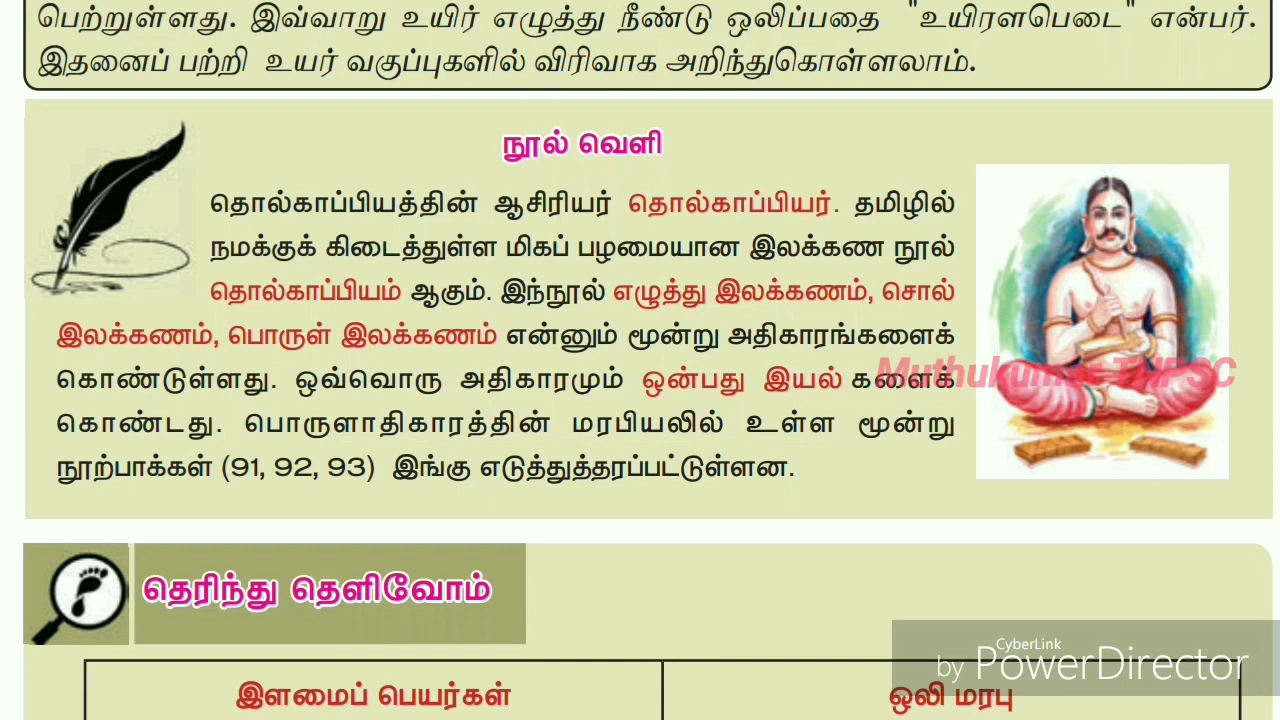 பெற்றுள்ளது. இவ்வாறு உயிர் எழுத்து நீண்டு ஒலிப்பதை "உயிரளபெடை" என்பர்.
இதனைப் பற்றி உயர் வகுப்புகளில் விரிவாக அறிந்துகொள்ளலாம்.
நூல் வெளி
தொல்காப்பியத்தின் ஆசிரியர் தொல்காப்பியர். தமிழில்
நமக்குக் கிடைத்துள்ள மிகப் பழமையான இலக்கண நூல்
தொல்காப்பியம் ஆகும். இந்நூல் எழுத்து இலக்கணம், சொல்
இலக்கணம், பொருள் இலக்கணம் என்னும் மூன்று அதிகாரங்களைக்
கொண்டுள்ளது. ஒவ்வொரு அதிகாரமும் ஒன்பது இயல் களைக்
Muthukumar TNPSC
கொண்டது. பொருளாதிகாரத்தின் மரபியலில் உள்ள மூன்று
நூற்பாக்கள் (91, 92, 93) இங்கு எடுத்துத்தரப்பட்டுள்ளன.
தெரிந்து தெளிவோம்
CyberLink
by PowerDirector
இளமைப் பெயர்கள் ஒலி மரபு